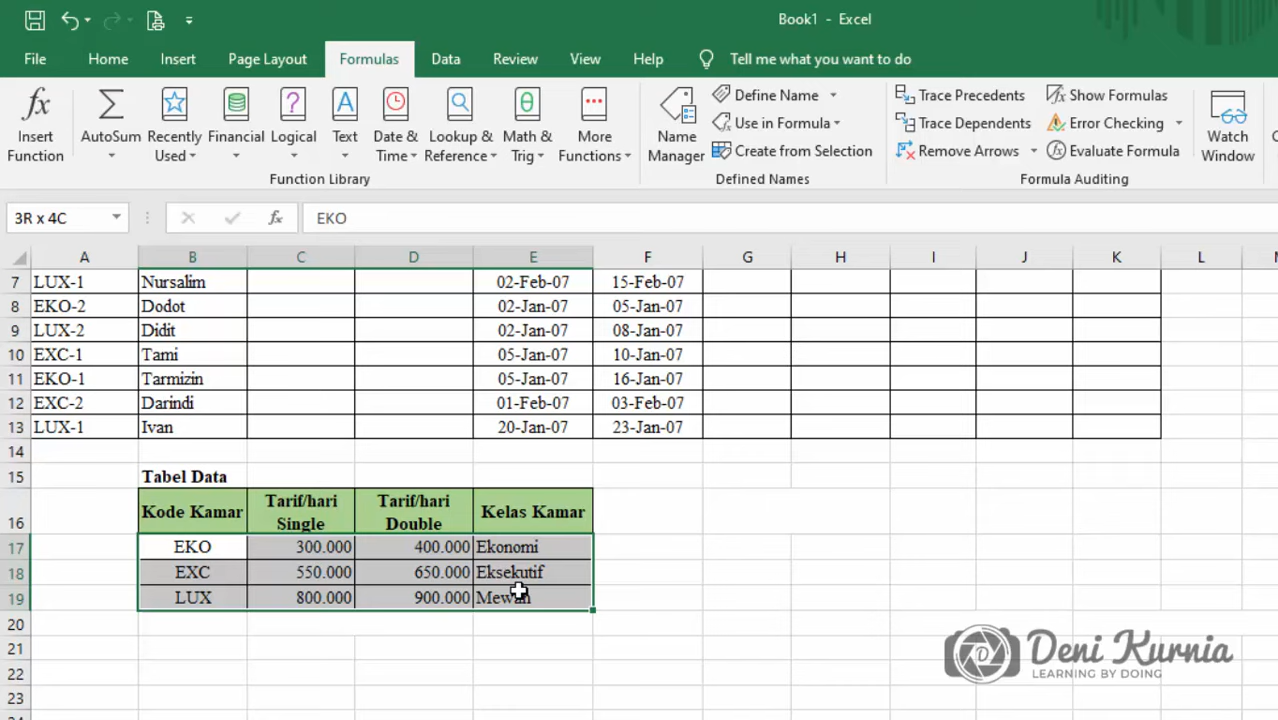 Book1 - Excel
File Home Insert Page Layout Formulas Data Review View Help Tell me what you want to do
Insert Function
AutoSum
Recently Used
Financial
Logical
Text
Date & Time
Lookup & Reference
Math & Trig
More Functions
Function Library
Name Manager
Define Name
Use in Formula
Create from Selection
Defined Names
Trace Precedents
Trace Dependents
Remove Arrows
Show Formulas
Error Checking
Evaluate Formula
Formula Auditing
Watch Window
3R x 4C fx EKO
A B C D E F G H I J K L
7 LUX-1 Nursalim 02-Feb-07 15-Feb-07
8 EKO-2 Dodot 02-Jan-07 05-Jan-07
9 LUX-2 Didit 02-Jan-07 08-Jan-07
10 EXC-1 Tami 05-Jan-07 10-Jan-07
11 EKO-1 Tarmizin 05-Jan-07 16-Jan-07
12 EXC-2 Darindi 01-Feb-07 03-Feb-07
13 LUX-1 Ivan 20-Jan-07 23-Jan-07
14
15 Tabel Data
16 Kode Kamar Tarif/hari Single Tarif/hari Double Kelas Kamar
17 EKO 300.000 400.000 Ekonomi
18 EXC 550.000 650.000 Eksekutif
19 LUX 800.000 900.000 Mewah
20
21
22
23
Deni Kurnia
LEARNING BY DOING